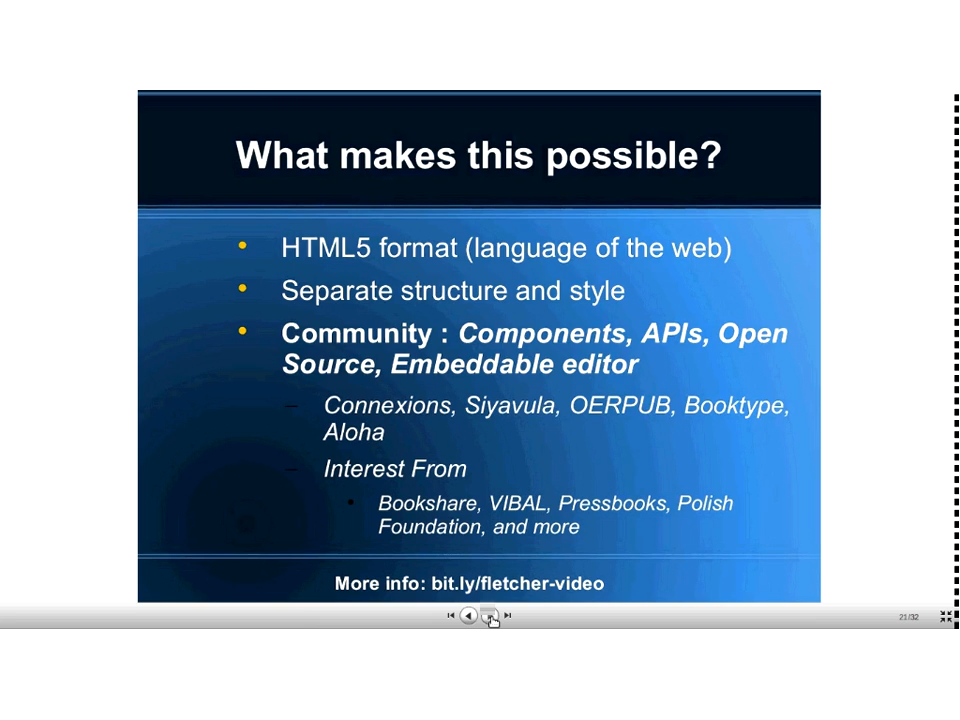 What makes this possible?
• HTML5 format (language of the web)
• Separate structure and style
• Community : Components, APIs, Open
Source, Embeddable editor
– Connexions, Siyavula, OERPUB, Booktype,
Aloha
– Interest From
• Bookshare, VIBAL, Pressbooks, Polish
Foundation, and more
More info: bit.ly/fletcher-video
21/32